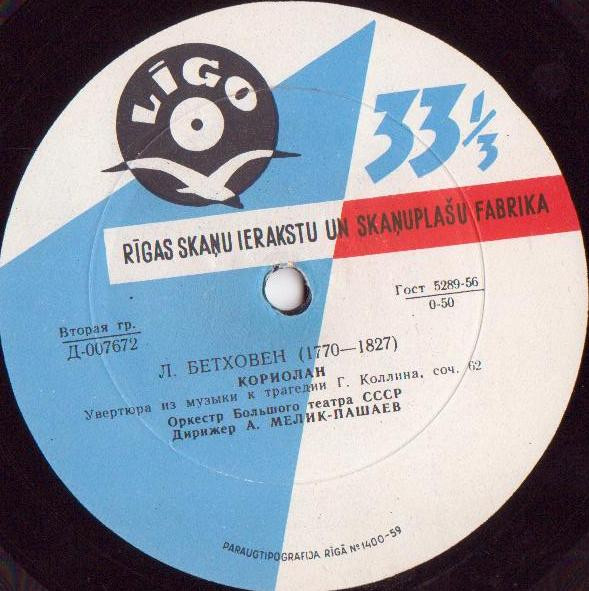 LĪGO
33⅓
RĪGAS SKAŅU IERAKSTU UN SKAŅUPLAŠU FABRIKA
Гост 5289-56
0-50
Вторая гр.
Д-007672
Л. БЕТХОВЕН (1770—1827)
КОРИОЛАН
Увертюра из музыки к трагедии Г. Коллина, соч. 62
Оркестр Большого театра СССР
Дирижер А. МЕЛИК-ПАШАЕВ
PARAUGTIPOGRAFIJA RĪGĀ № 1400-59